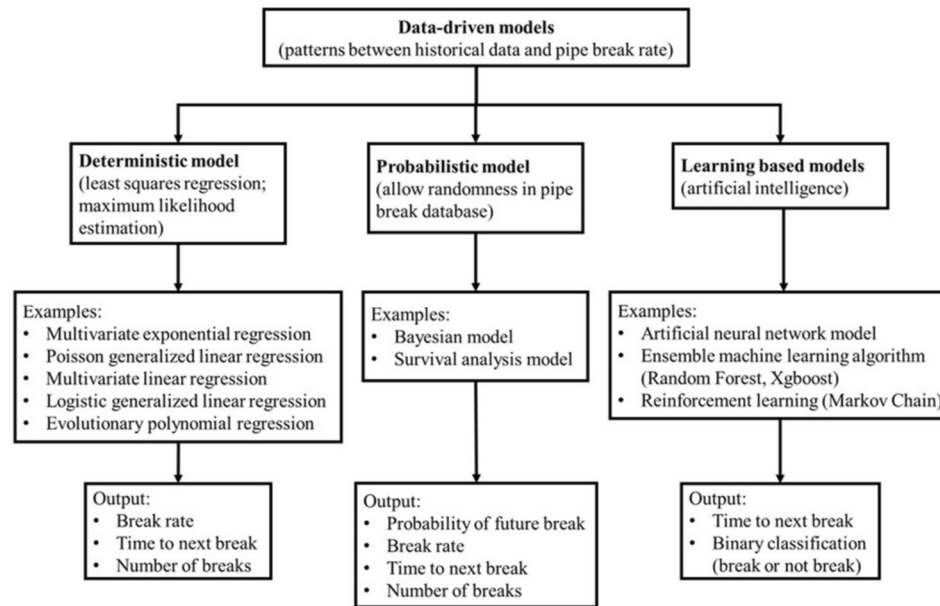 Data-driven models
(patterns between historical data and pipe break rate)
Deterministic model
(least squares regression;
maximum likelihood
estimation)
Probabilistic model
(allow randomness in pipe
break database)
Learning based models
(artificial intelligence)
Examples:
• Multivariate exponential regression
• Poisson generalized linear regression
• Multivariate linear regression
• Logistic generalized linear regression
• Evolutionary polynomial regression
Examples:
• Bayesian model
• Survival analysis model
Examples:
• Artificial neural network model
• Ensemble machine learning algorithm
(Random Forest, Xgboost)
• Reinforcement learning (Markov Chain)
Output:
• Break rate
• Time to next break
• Number of breaks
Output:
• Probability of future break
• Break rate
• Time to next break
• Number of breaks
Output:
• Time to next break
• Binary classification
(break or not break)